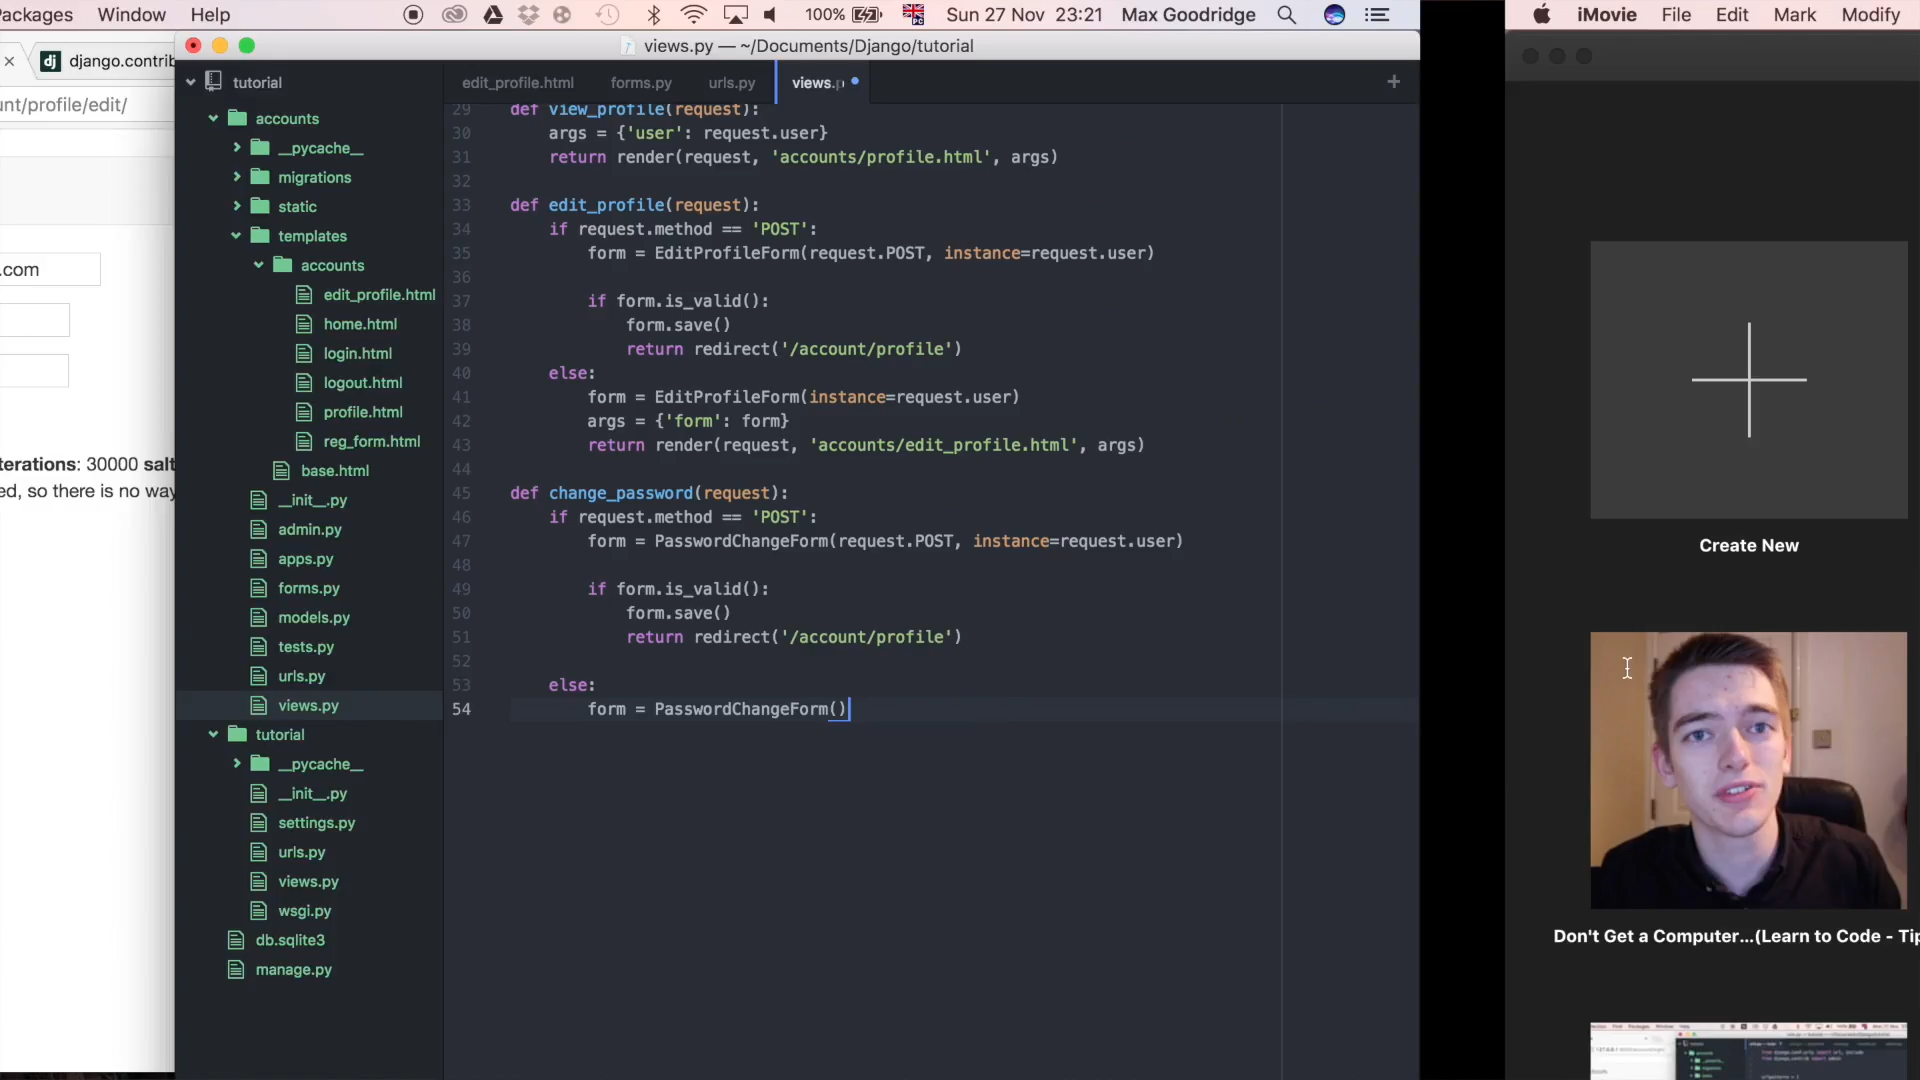 ackages Window Help 100% Sun 27 Nov 23:21 Max Goodridge
iMovie File Edit Mark Modify
views.py — ~/Documents/Django/tutorial
dj django.contrib
unt/profile/edit/
.com
terations: 30000 salt
ed, so there is no way
tutorial
accounts
__pycache__
migrations
static
templates
accounts
edit_profile.html
home.html
login.html
logout.html
profile.html
reg_form.html
base.html
__init__.py
admin.py
apps.py
forms.py
models.py
tests.py
urls.py
views.py
tutorial
__pycache__
__init__.py
settings.py
urls.py
views.py
wsgi.py
db.sqlite3
manage.py
edit_profile.html forms.py urls.py views.p
29 def view_profile(request):
30 args = {'user': request.user}
31 return render(request, 'accounts/profile.html', args)
32
33 def edit_profile(request):
34 if request.method == 'POST':
35 form = EditProfileForm(request.POST, instance=request.user)
36
37 if form.is_valid():
38 form.save()
39 return redirect('/account/profile')
40 else:
41 form = EditProfileForm(instance=request.user)
42 args = {'form': form}
43 return render(request, 'accounts/edit_profile.html', args)
44
45 def change_password(request):
46 if request.method == 'POST':
47 form = PasswordChangeForm(request.POST, instance=request.user)
48
49 if form.is_valid():
50 form.save()
51 return redirect('/account/profile')
52
53 else:
54 form = PasswordChangeForm()
Create New
Don't Get a Computer...(Learn to Code - Tip